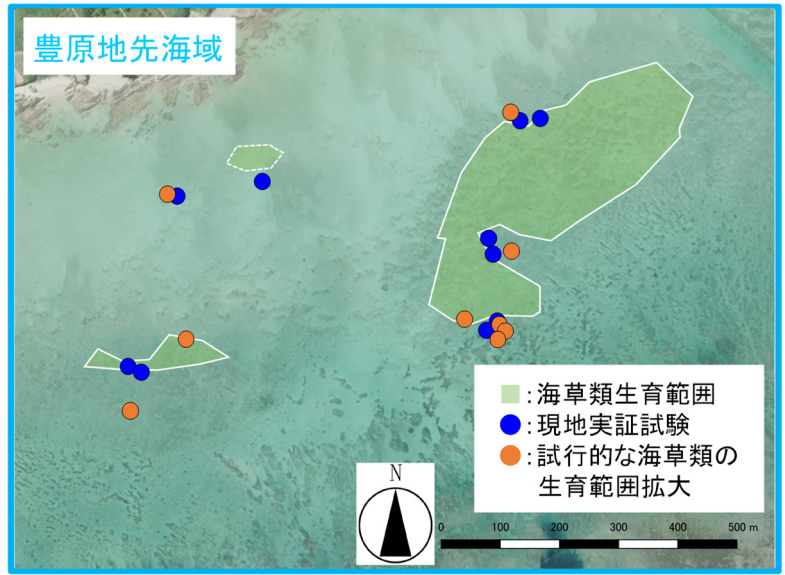 豊原地先海域
:海草類生育範囲
:現地実証試験
:試行的な海草類の
生育範囲拡大
N
0 100 200 300 400 500 m